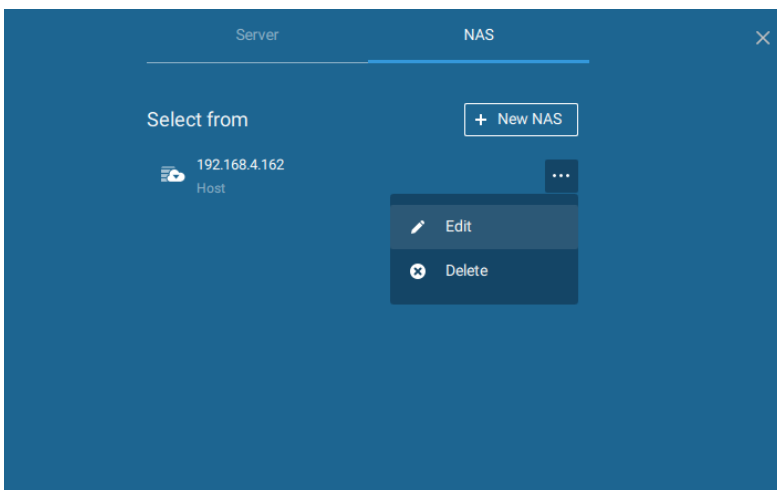 Server
NAS
Select from
+ New NAS
192.168.4.162
Host
Edit
Delete